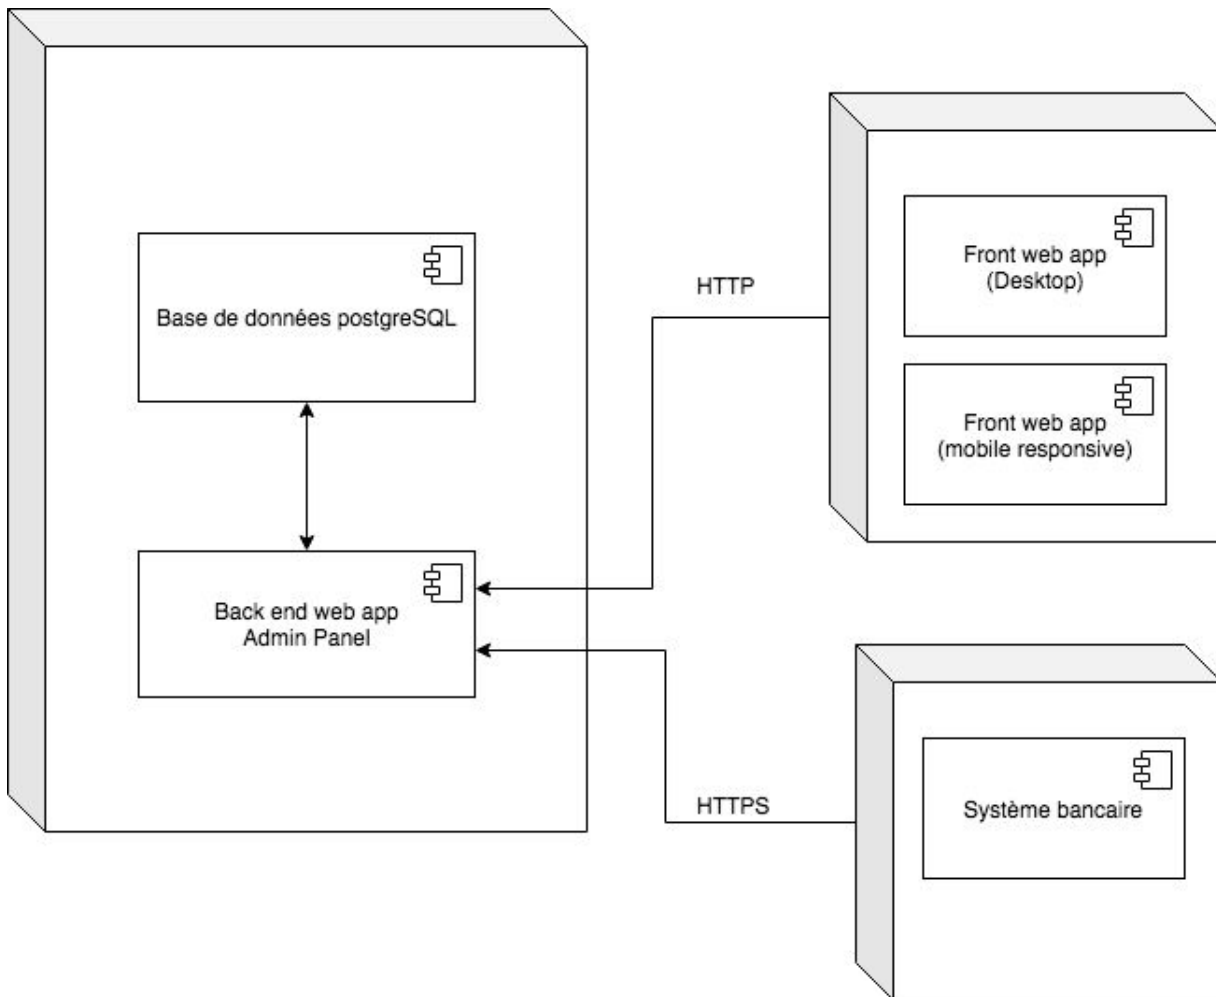 Base de données postgreSQL
Back end web app
Admin Panel
HTTP
Front web app
(Desktop)
Front web app
(mobile responsive)
HTTPS
Système bancaire